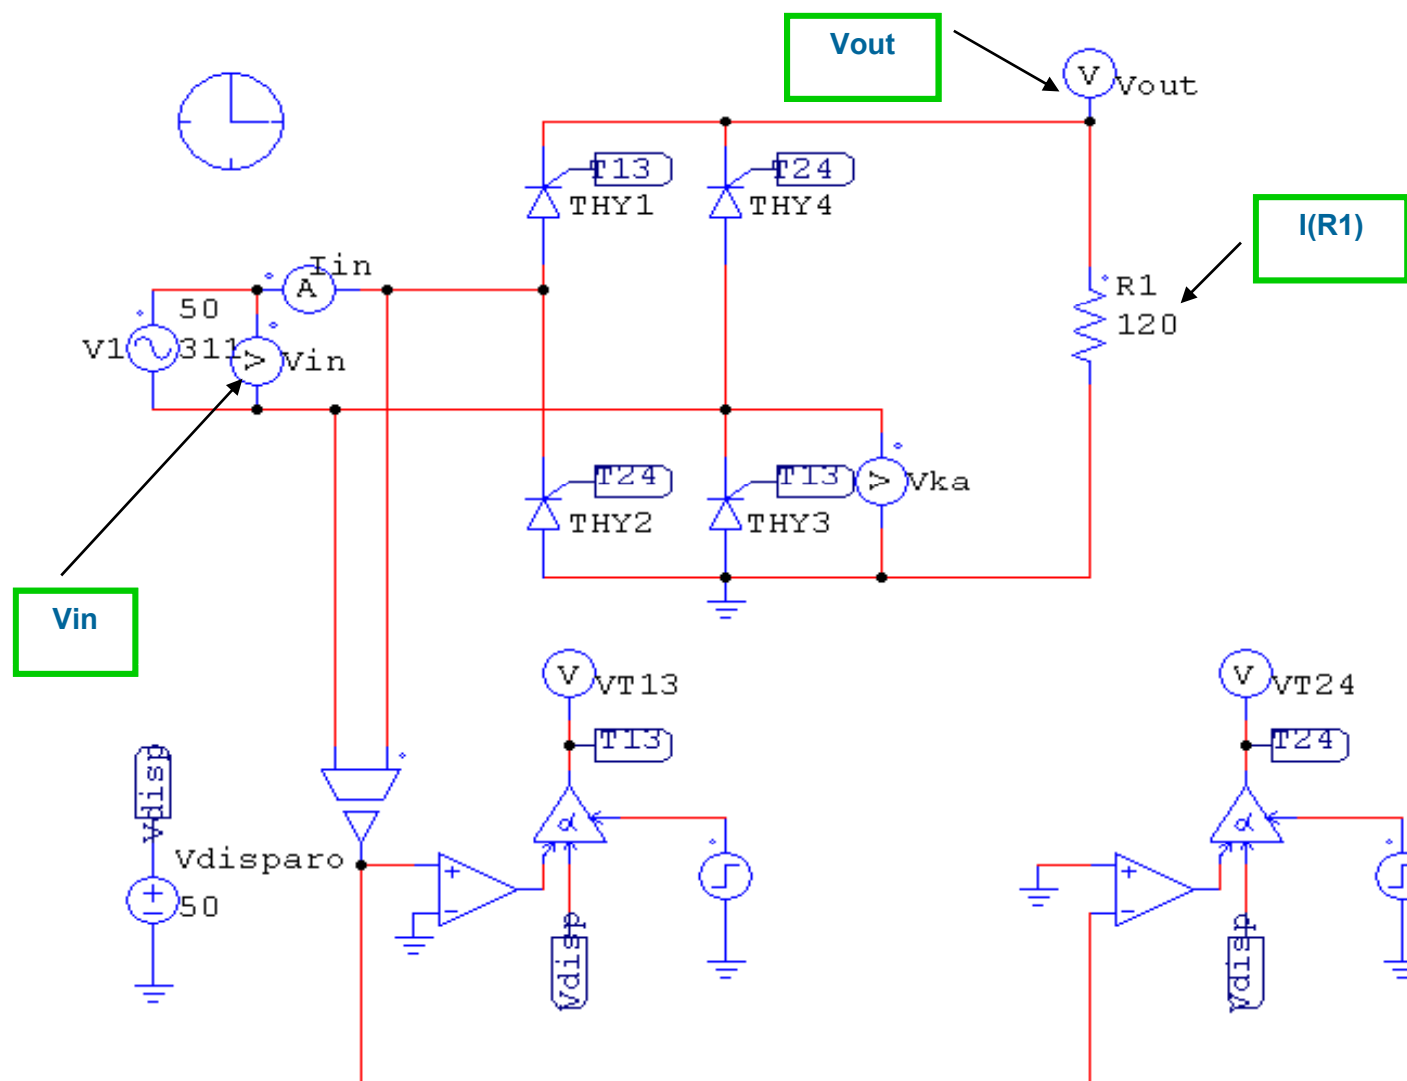 Vout
V
Vout
T13
T24
THY1
THY4
I(R1)
Iin
A
R1
50
120
V1
311
V
Vin
T24
T13
V
Vka
THY2
THY3
Vin
V
VT13
V
VT24
T13
T24
Vdisp
α
α
Vdisparo
50
Vdisp
Vdisp